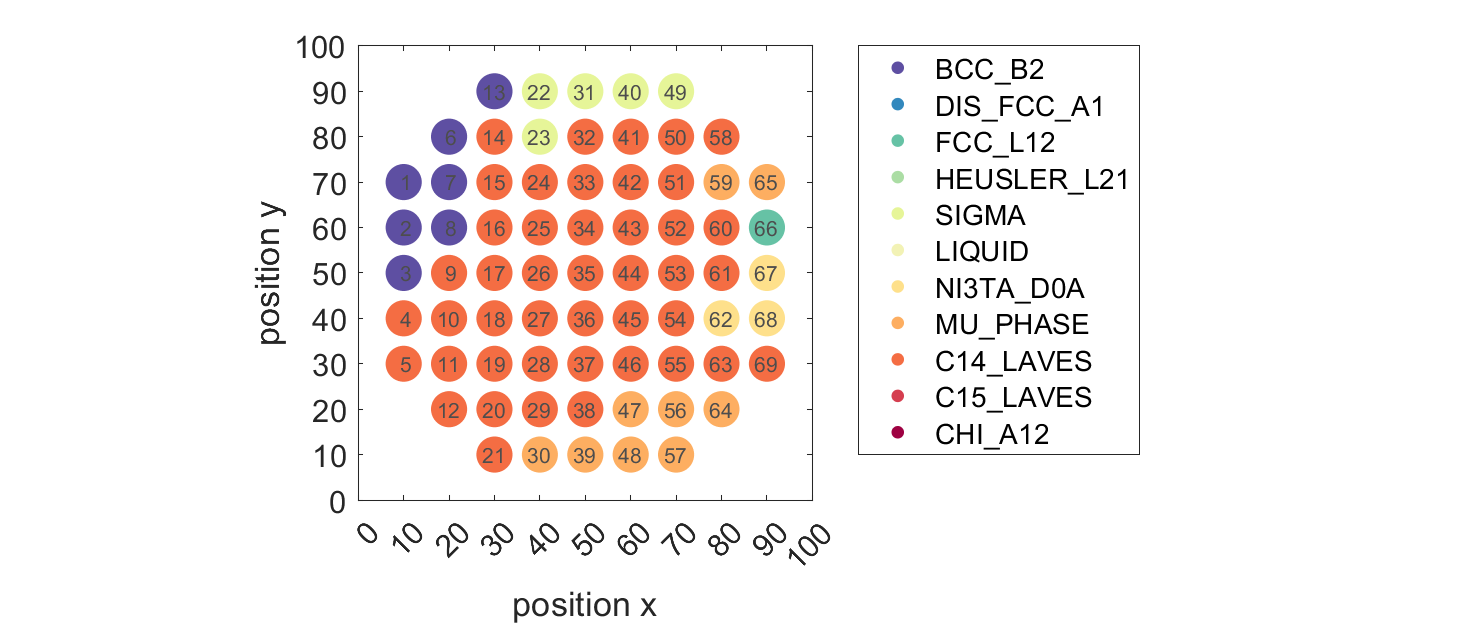 100
90
80
70
60
50
40
30
20
10
0
position y
13 22 31 40 49
6 14 23 32 41 50 58
1 7 15 24 33 42 51 59 65
2 8 16 25 34 43 52 60 66
3 9 17 26 35 44 53 61 67
4 10 18 27 36 45 54 62 68
5 11 19 28 37 46 55 63 69
12 20 29 38 47 56 64
21 30 39 48 57
0 10 20 30 40 50 60 70 80 90 100
position x
BCC_B2
DIS_FCC_A1
FCC_L12
HEUSLER_L21
SIGMA
LIQUID
NI3TA_D0A
MU_PHASE
C14_LAVES
C15_LAVES
CHI_A12